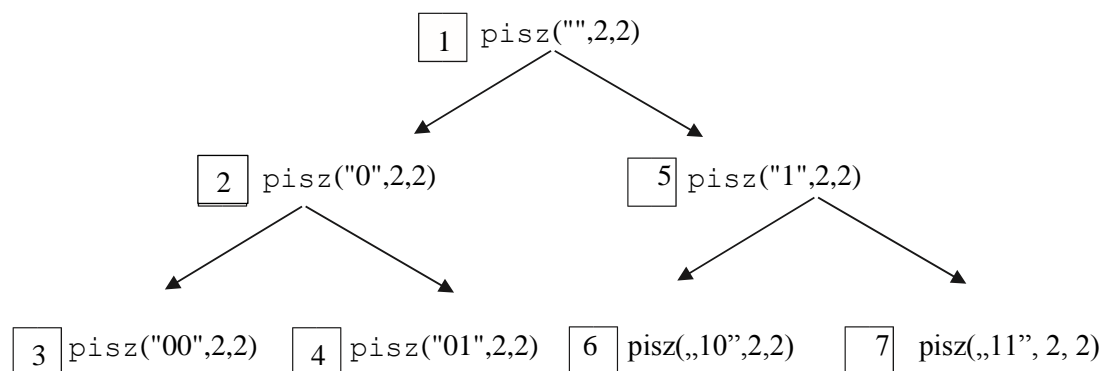 1 pisz("",2,2)
2 pisz("0",2,2) 5 pisz("1",2,2)
3 pisz("00",2,2) 4 pisz("01",2,2) 6 pisz(„10”,2,2) 7 pisz(„11”, 2, 2)